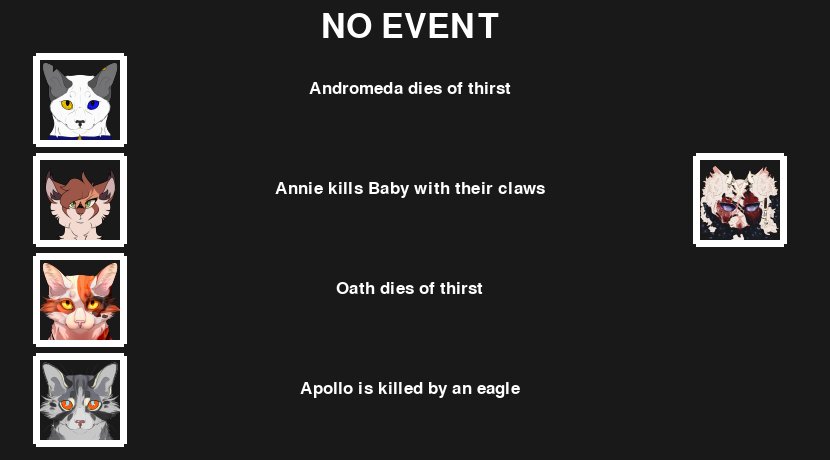 NO EVENT
Andromeda dies of thirst
Annie kills Baby with their claws
Oath dies of thirst
Apollo is killed by an eagle